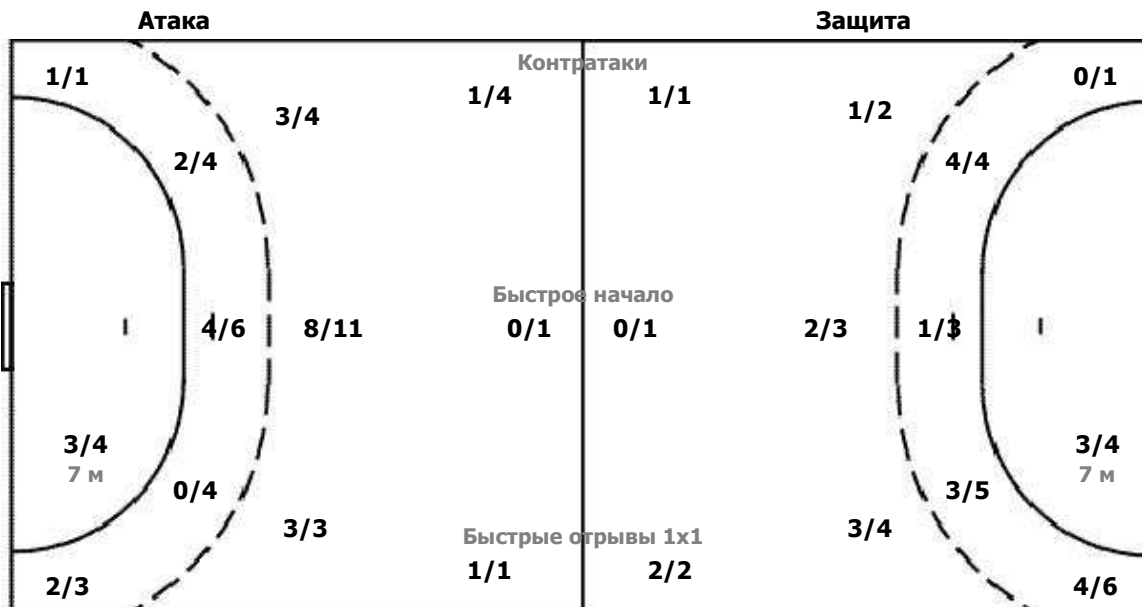 Атака Защита
Контратаки
1/1 0/1
1/4 1/1
3/4 1/2
2/4 4/4
Быстрое начало
4/6 8/11 0/1 0/1 2/3 1/3
3/4 3/4
7 м 7 м
0/4 3/5
3/3 3/4
Быстрые отрывы 1x1
1/1 2/2
2/3 4/6